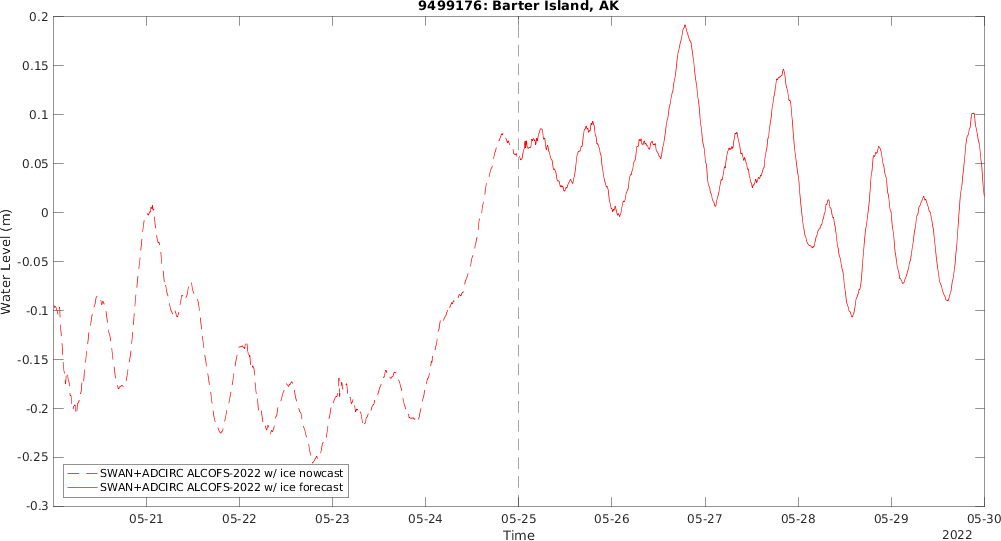 9499176: Barter Island, AK
0.2
0.15
0.1
0.05
0
-0.05
-0.1
-0.15
-0.2
-0.25
-0.3
Water Level (m)
SWAN+ADCIRC ALCOFS-2022 w/ ice nowcast
SWAN+ADCIRC ALCOFS-2022 w/ ice forecast
05-21 05-22 05-23 05-24 05-25 05-26 05-27 05-28 05-29 05-30
Time
2022